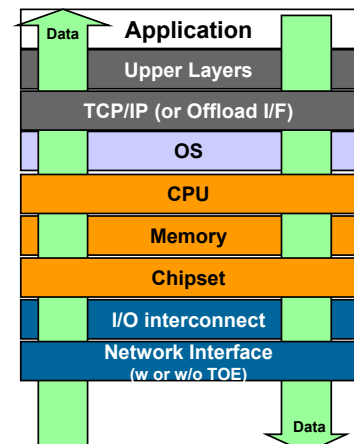 Data
Application
Upper Layers
TCP/IP (or Offload I/F)
OS
CPU
Memory
Chipset
I/O interconnect
Network Interface
(w or w/o TOE)
Data